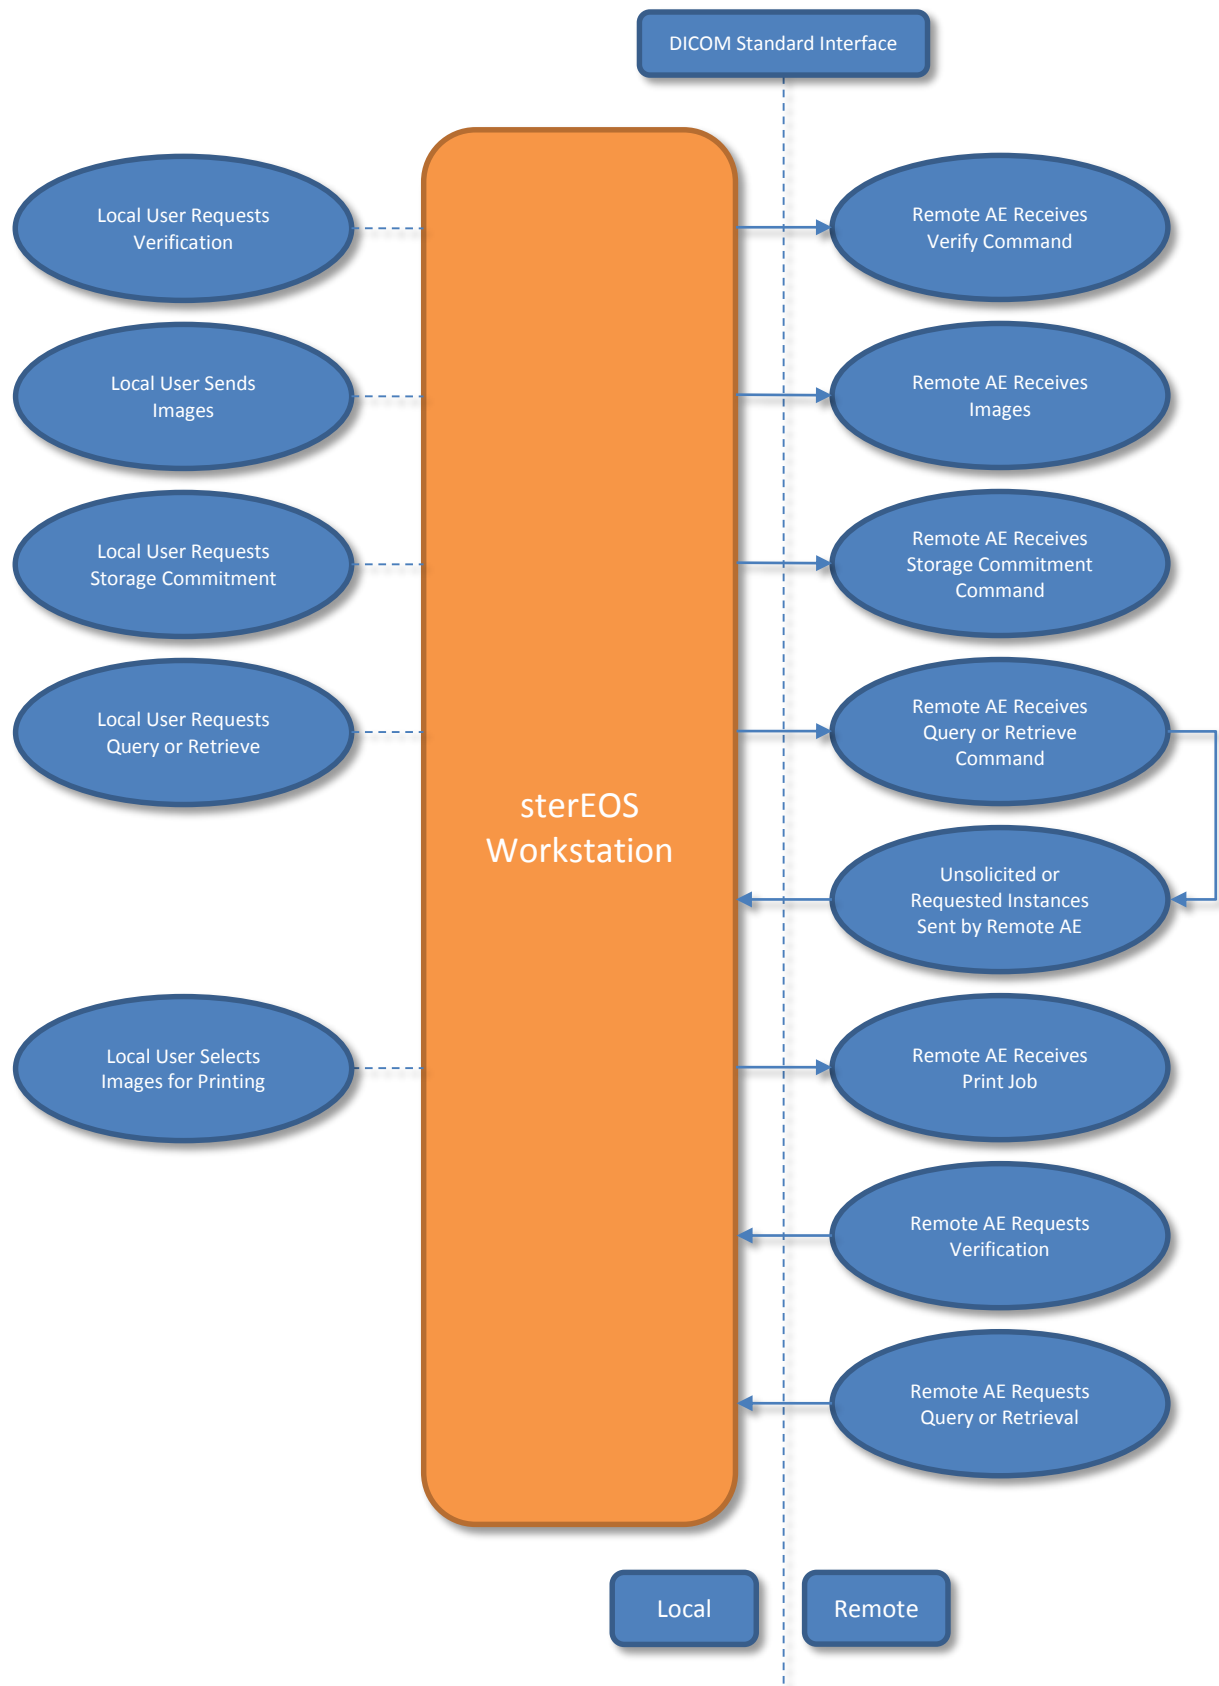 DICOM Standard Interface
Local User Requests
Verification
Remote AE Receives
Verify Command
Local User Sends
Images
Remote AE Receives
Images
Local User Requests
Storage Commitment
Remote AE Receives
Storage Commitment
Command
Local User Requests
Query or Retrieve
Remote AE Receives
Query or Retrieve
Command
sterEOS
Workstation
Unsolicited or
Requested Instances
Sent by Remote AE
Local User Selects
Images for Printing
Remote AE Receives
Print Job
Remote AE Requests
Verification
Remote AE Requests
Query or Retrieval
Local
Remote